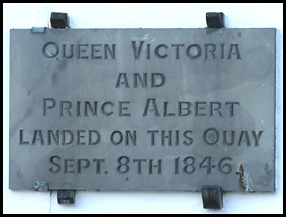 QUEEN VICTORIA
AND
PRINCE ALBERT
LANDED ON THIS QUAY
SEPT. 8TH 1846.